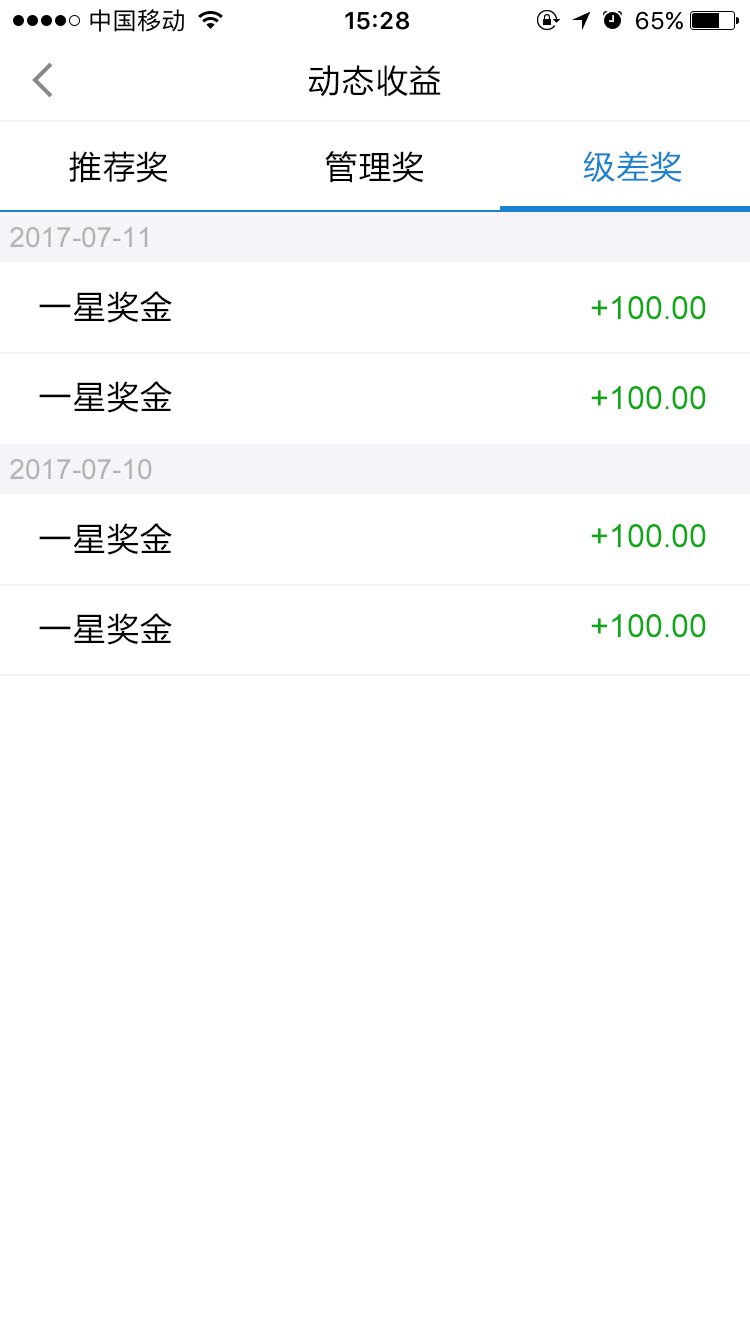 中国移动 15:28 65%
动态收益
推荐奖 管理奖 级差奖
2017-07-11
一星奖金 +100.00
一星奖金 +100.00
2017-07-10
一星奖金 +100.00
一星奖金 +100.00